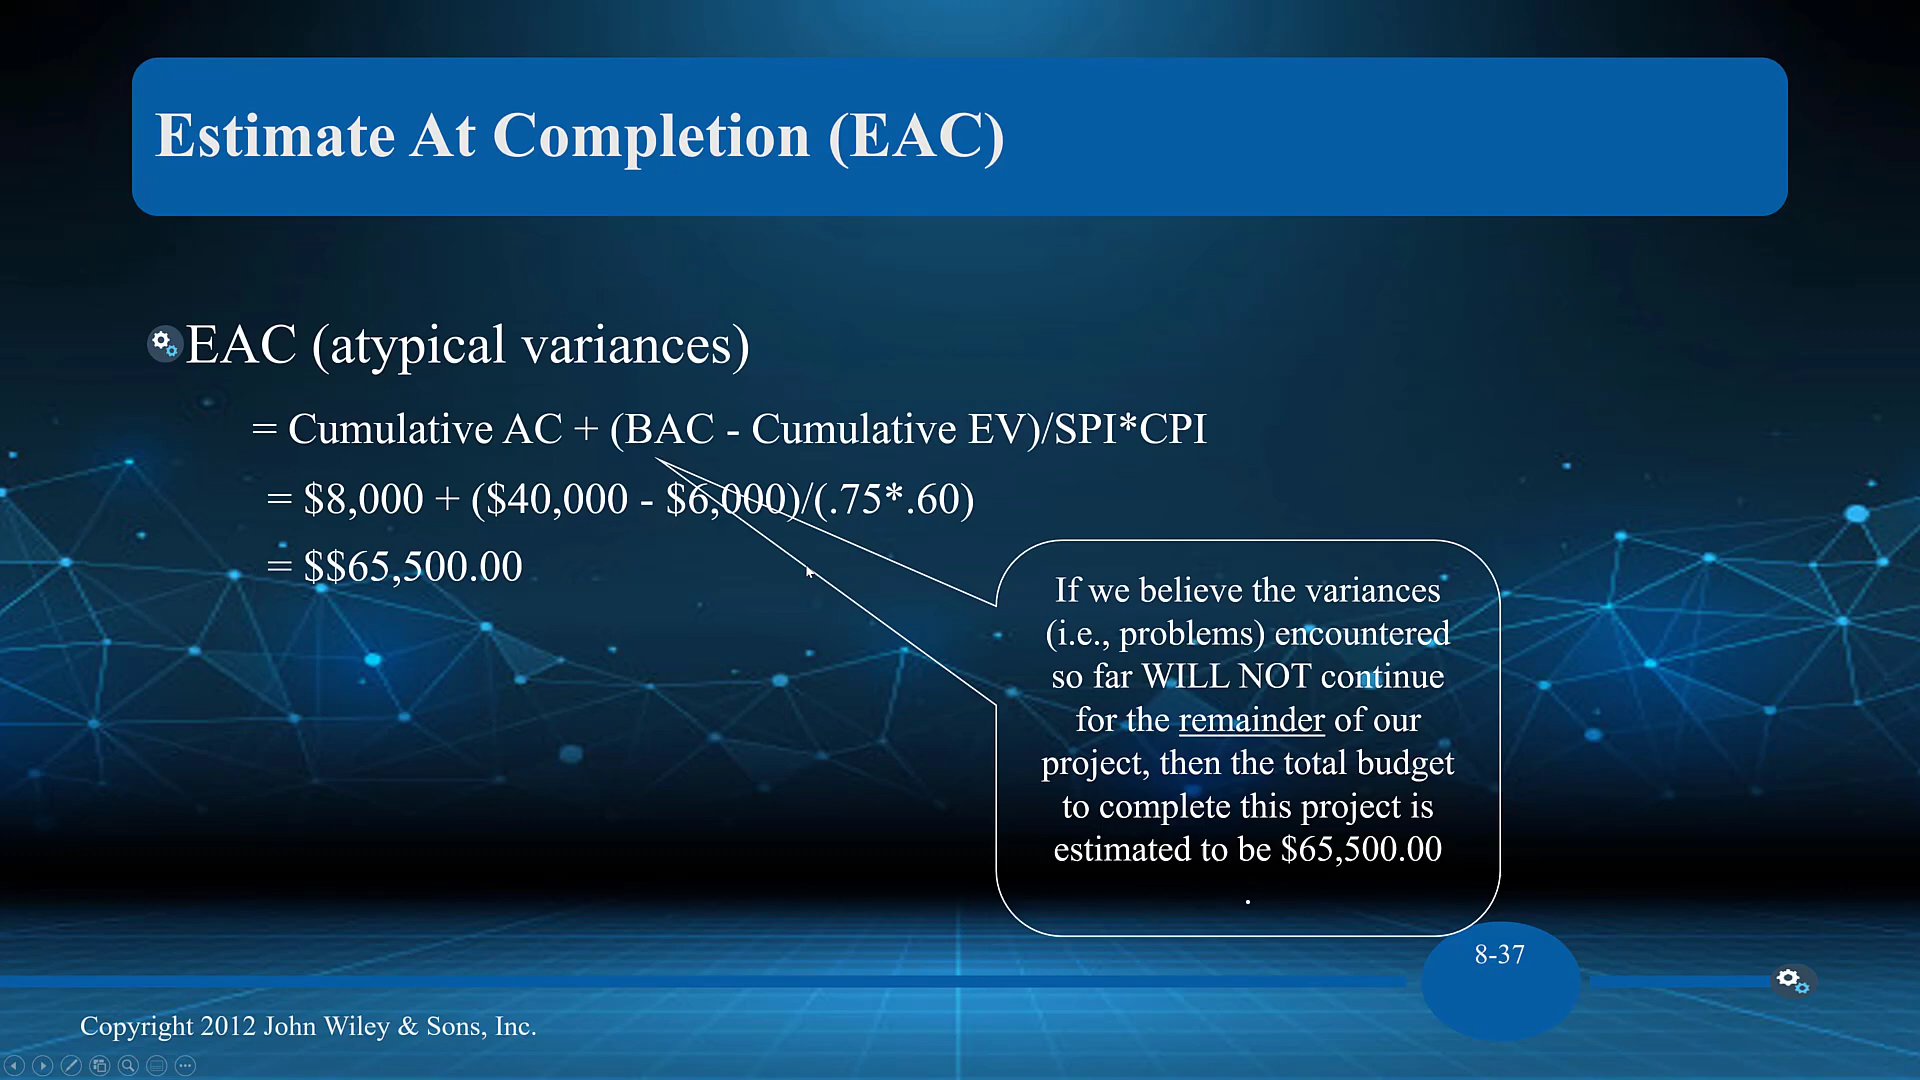 Estimate At Completion (EAC)
EAC (atypical variances)
= Cumulative AC + (BAC - Cumulative EV)/SPI*CPI
= $8,000 + ($40,000 - $6,000)/(.75*.60)
= $$65,500.00
If we believe the variances
(i.e., problems) encountered
so far WILL NOT continue
for the remainder of our
project, then the total budget
to complete this project is
estimated to be $65,500.00
.
8-37
Copyright 2012 John Wiley & Sons, Inc.